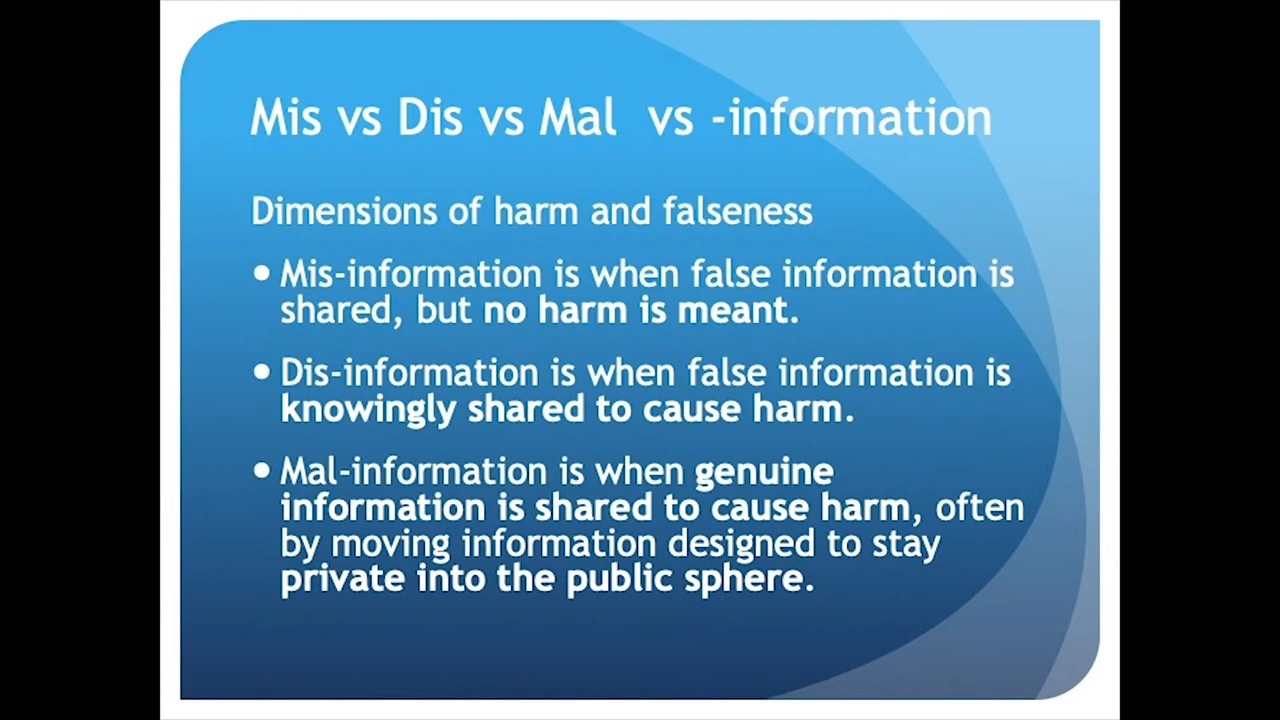 Mis vs Dis vs Mal  vs -information
Dimensions of harm and falseness
• Mis-information is when false information is
shared, but no harm is meant.
• Dis-information is when false information is
knowingly shared to cause harm.
• Mal-information is when genuine
information is shared to cause harm, often
by moving information designed to stay
private into the public sphere.